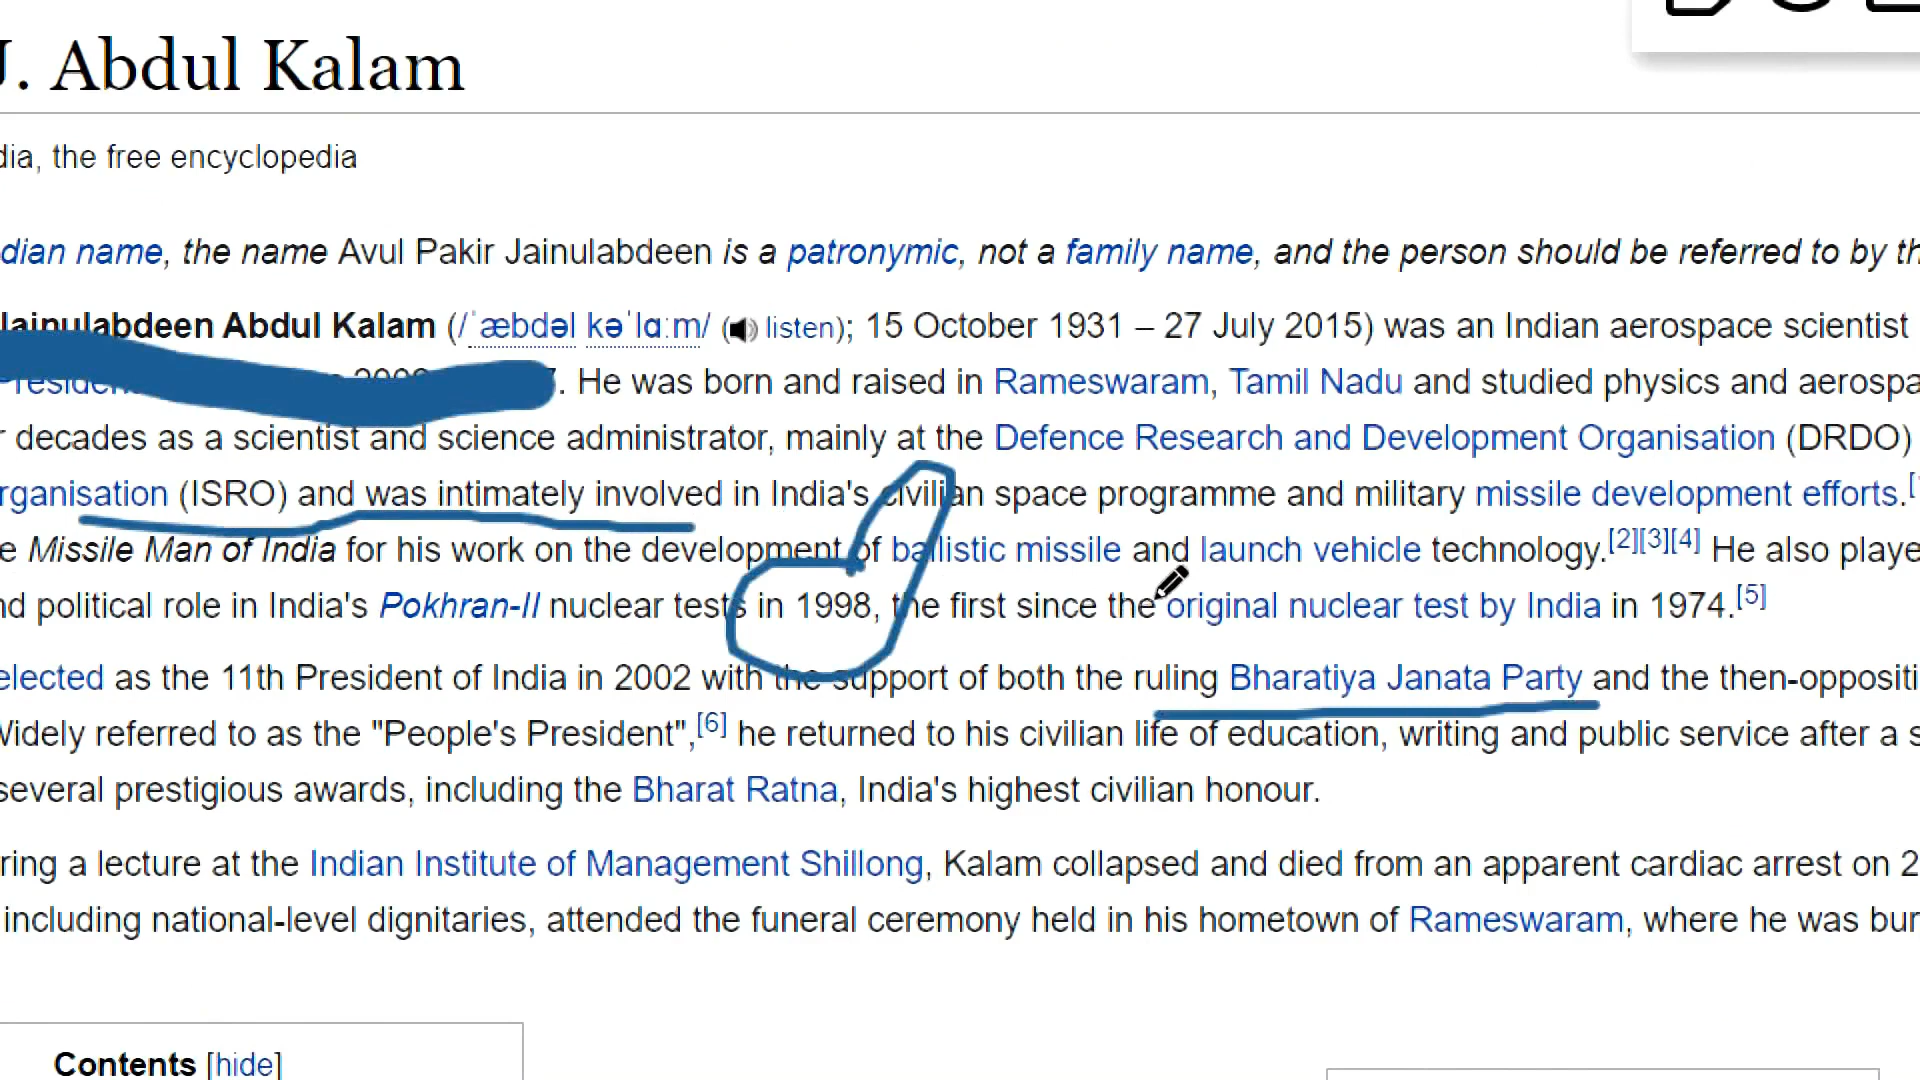 J. Abdul Kalam
dia, the free encyclopedia
dian name, the name Avul Pakir Jainulabdeen is a patronymic, not a family name, and the person should be referred to by th
Jainulabdeen Abdul Kalam (/ˈæbdəl kəˈlɑːm/ (listen); 15 October 1931 – 27 July 2015) was an Indian aerospace scientist
. He was born and raised in Rameswaram, Tamil Nadu and studied physics and aerospa
r decades as a scientist and science administrator, mainly at the Defence Research and Development Organisation (DRDO)
rganisation (ISRO) and was intimately involved in India's civilian space programme and military missile development efforts.[
e Missile Man of India for his work on the development of ballistic missile and launch vehicle technology.[2][3][4] He also playe
nd political role in India's Pokhran-II nuclear tests in 1998, the first since the original nuclear test by India in 1974.[5]
elected as the 11th President of India in 2002 with the support of both the ruling Bharatiya Janata Party and the then-oppositi
Widely referred to as the "People's President",[6] he returned to his civilian life of education, writing and public service after a s
several prestigious awards, including the Bharat Ratna, India's highest civilian honour.
ring a lecture at the Indian Institute of Management Shillong, Kalam collapsed and died from an apparent cardiac arrest on 2
including national-level dignitaries, attended the funeral ceremony held in his hometown of Rameswaram, where he was bur
Contents [hide]